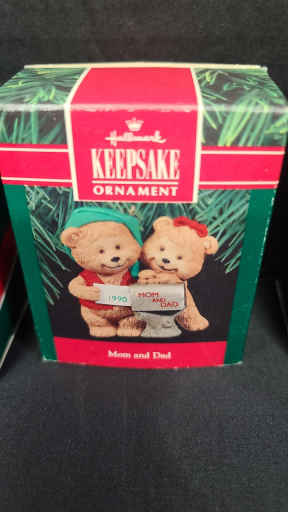 Hallmark
KEEPSAKE
ORNAMENT
1990
MOM
AND
DAD
Mom and Dad